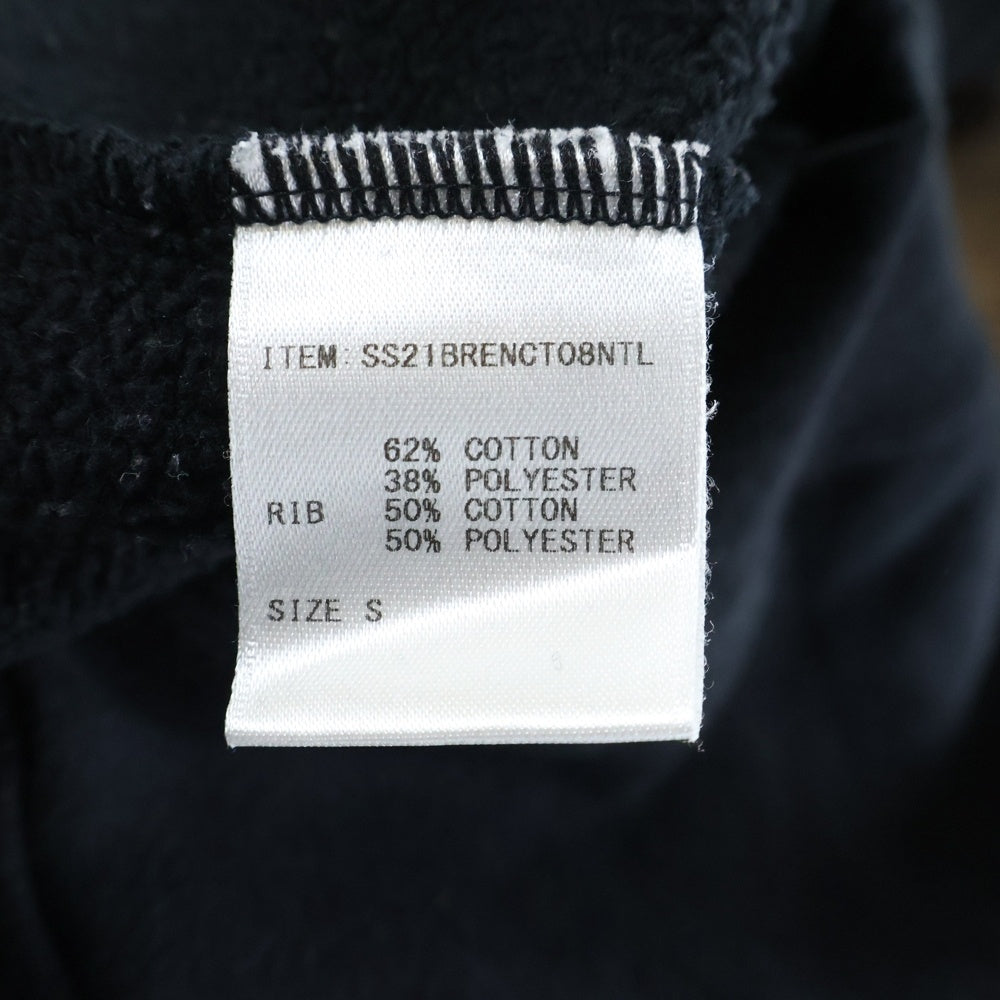 ITEM: SS21BRENCT08NTL
62% COTTON
38% POLYESTER
RIB 50% COTTON
50% POLYESTER
SIZE S